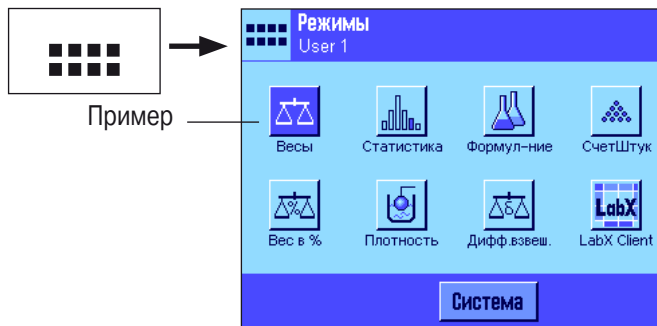 Режимы
User 1
Пример
Весы
Статистика
Формул-ние
СчетШтук
LabX
Вес в %
Плотность
Дифф.взвеш.
LabX Client
Система